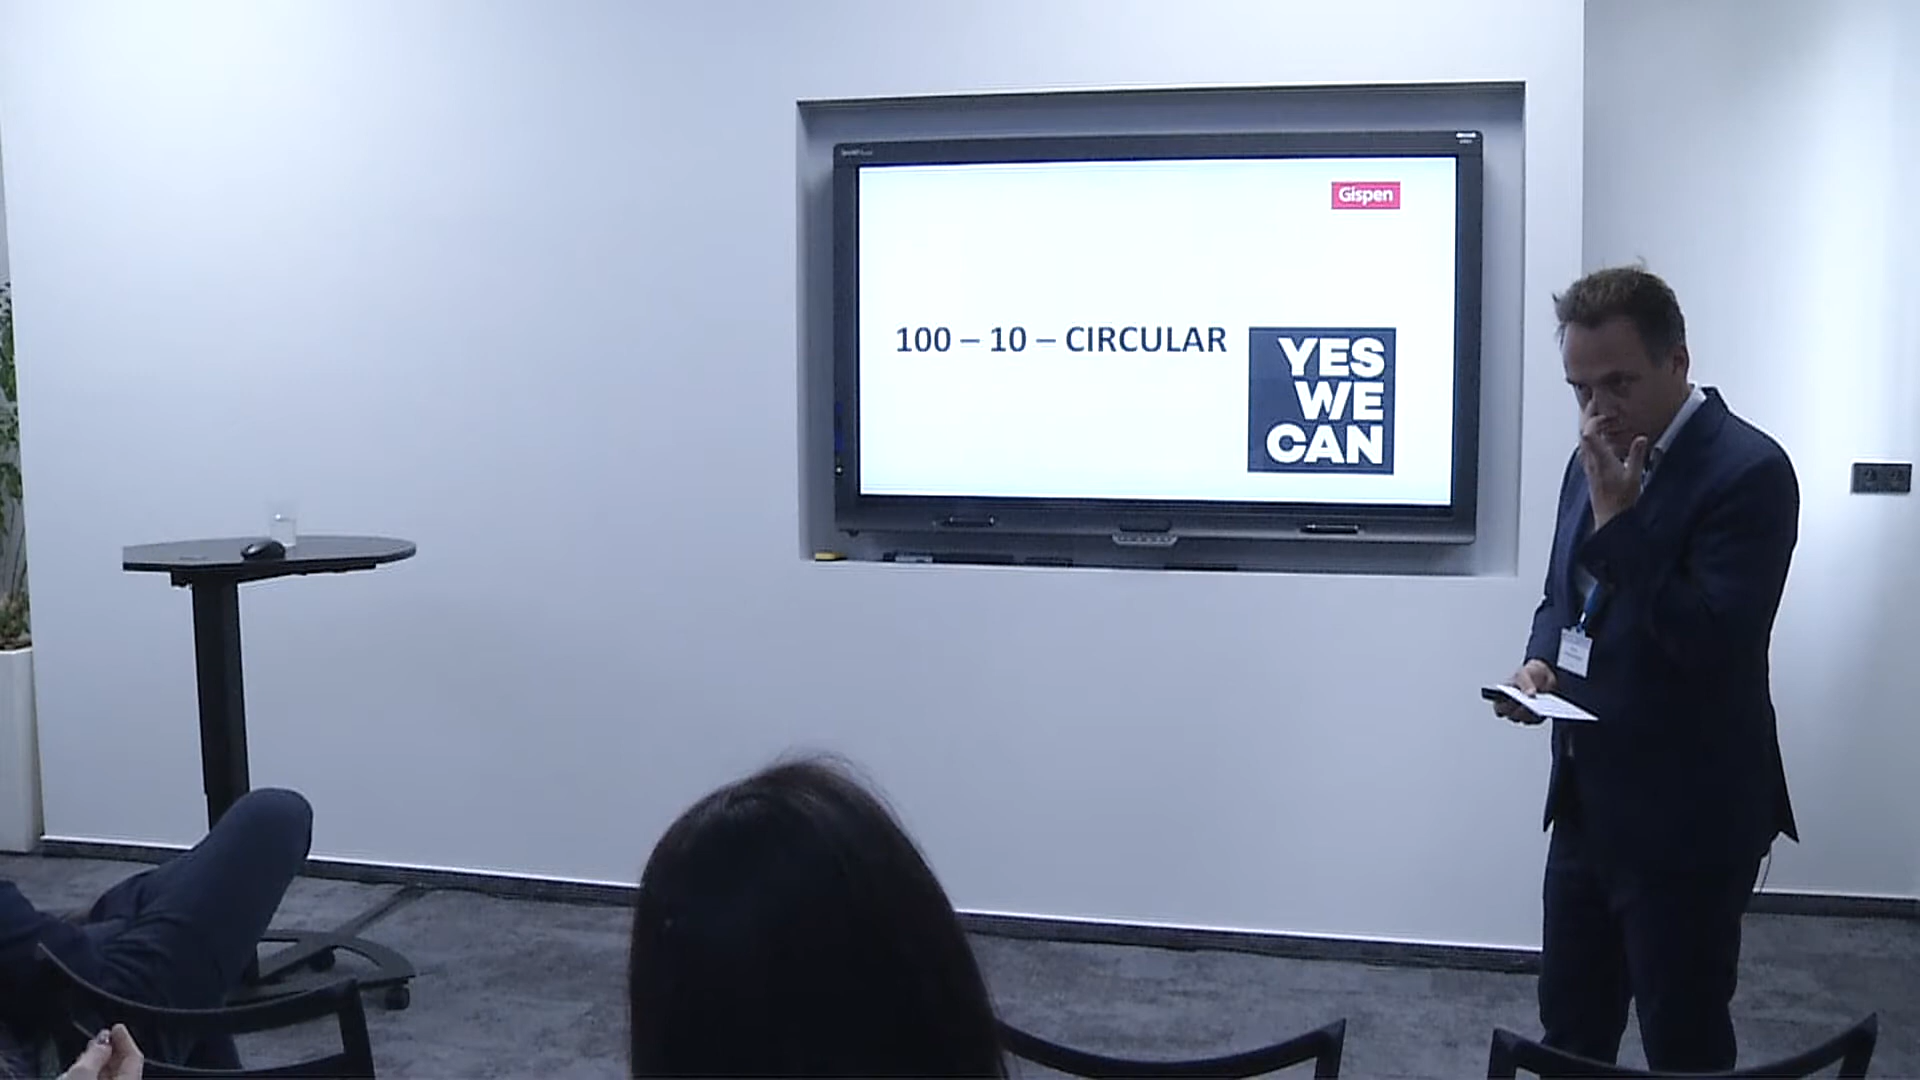 Gispen
100 – 10 – CIRCULAR
YES
WE
CAN